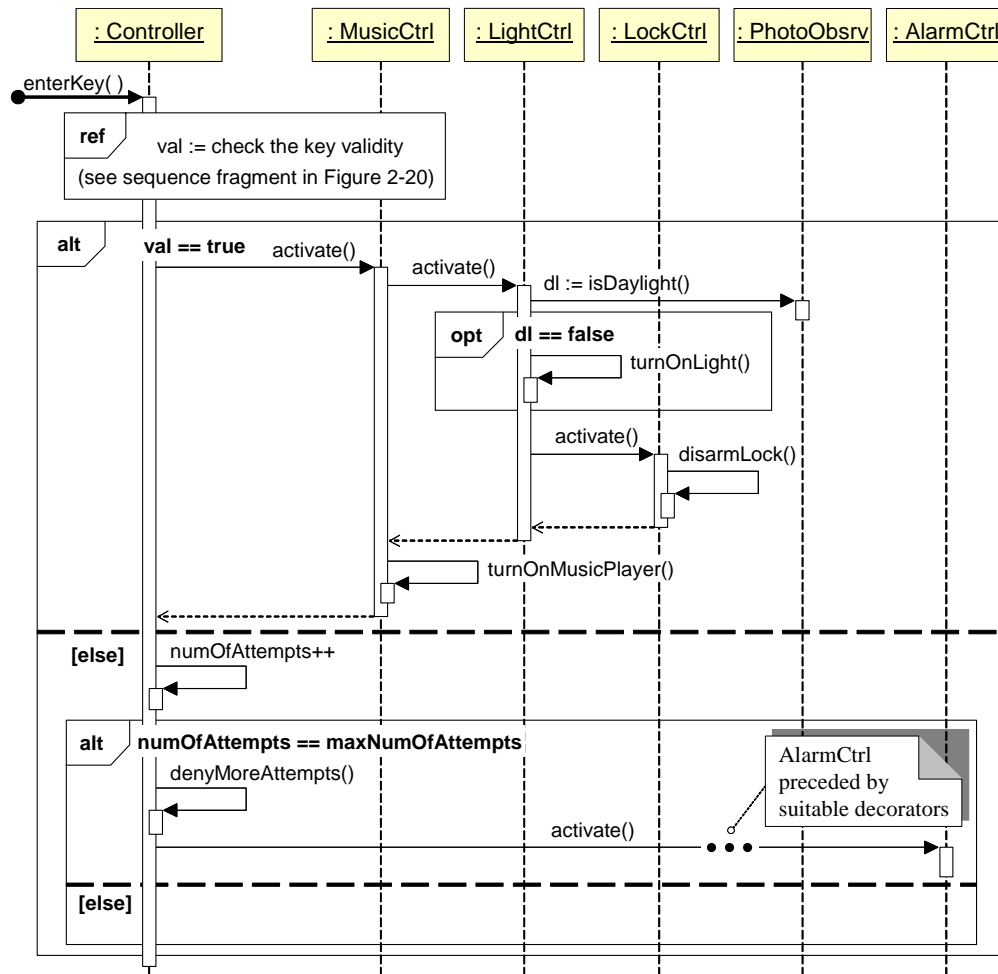 : Controller
: MusicCtrl
: LightCtrl
: LockCtrl
: PhotoObsrv
: AlarmCtrl
enterKey( )
ref
val := check the key validity
(see sequence fragment in Figure 2-20)
alt
val == true
activate()
activate()
dl := isDaylight()
opt
dl == false
turnOnLight()
activate()
disarmLock()
turnOnMusicPlayer()
[else]
numOfAttempts++
alt
numOfAttempts == maxNumOfAttempts
denyMoreAttempts()
AlarmCtrl
preceded by
suitable decorators
activate()
[else]